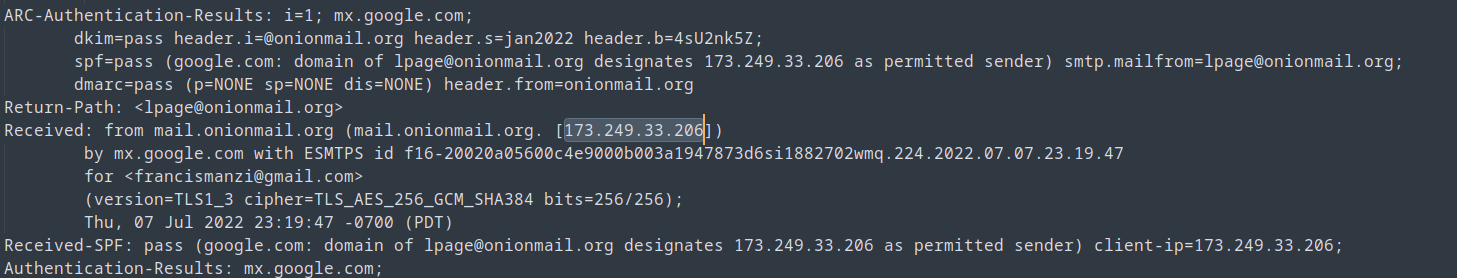 ARC-Authentication-Results: i=1; mx.google.com;
dkim=pass header.i=@onionmail.org header.s=jan2022 header.b=4sU2nk5Z;
spf=pass (google.com: domain of lpage@onionmail.org designates 173.249.33.206 as permitted sender) smtp.mailfrom=lpage@onionmail.org;
dmarc=pass (p=NONE sp=NONE dis=NONE) header.from=onionmail.org
Return-Path: <lpage@onionmail.org>
Received: from mail.onionmail.org (mail.onionmail.org. [173.249.33.206])
by mx.google.com with ESMTPS id f16-20020a05600c4e9000b003a1947873d6si1882702wmq.224.2022.07.07.23.19.47
for <francismanzi@gmail.com>
(version=TLS1_3 cipher=TLS_AES_256_GCM_SHA384 bits=256/256);
Thu, 07 Jul 2022 23:19:47 -0700 (PDT)
Received-SPF: pass (google.com: domain of lpage@onionmail.org designates 173.249.33.206 as permitted sender) client-ip=173.249.33.206;
Authentication-Results: mx.google.com;